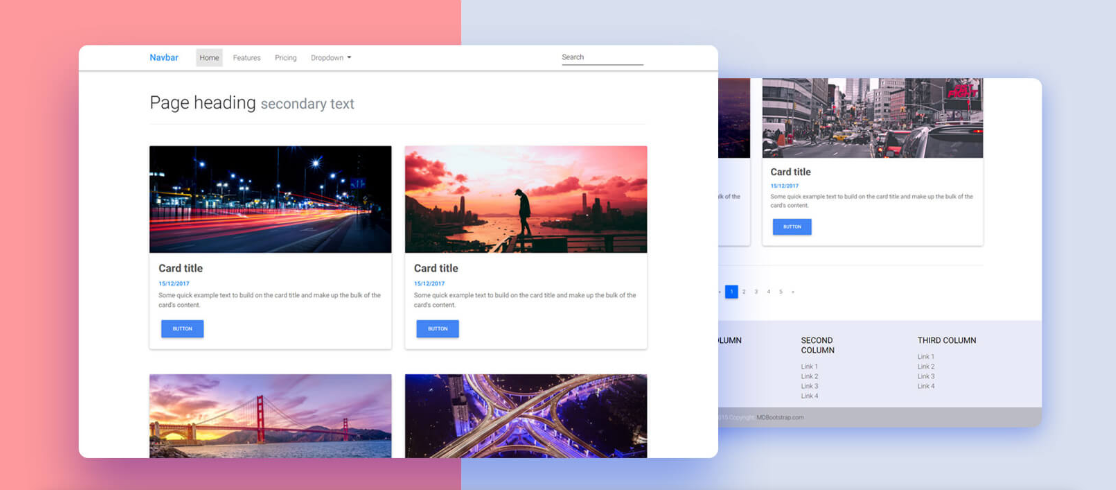 Navbar Home Features Pricing Dropdown Search
Page heading secondary text
Card title
15/12/2017
Some quick example text to build on the card title and make up the bulk of the
card's content.
BUTTON
Card title
15/12/2017
Some quick example text to build on the card title and make up the bulk of the
card's content.
BUTTON
Card title
15/12/2017
Some quick example text to build on the card title and make up the bulk of the
card's content.
BUTTON
lk of the
« 1 2 3 4 5 »
LUMN
SECOND
COLUMN
Link 1
Link 2
Link 3
Link 4
THIRD COLUMN
Link 1
Link 2
Link 3
Link 4
Copyright: MDBootstrap.com